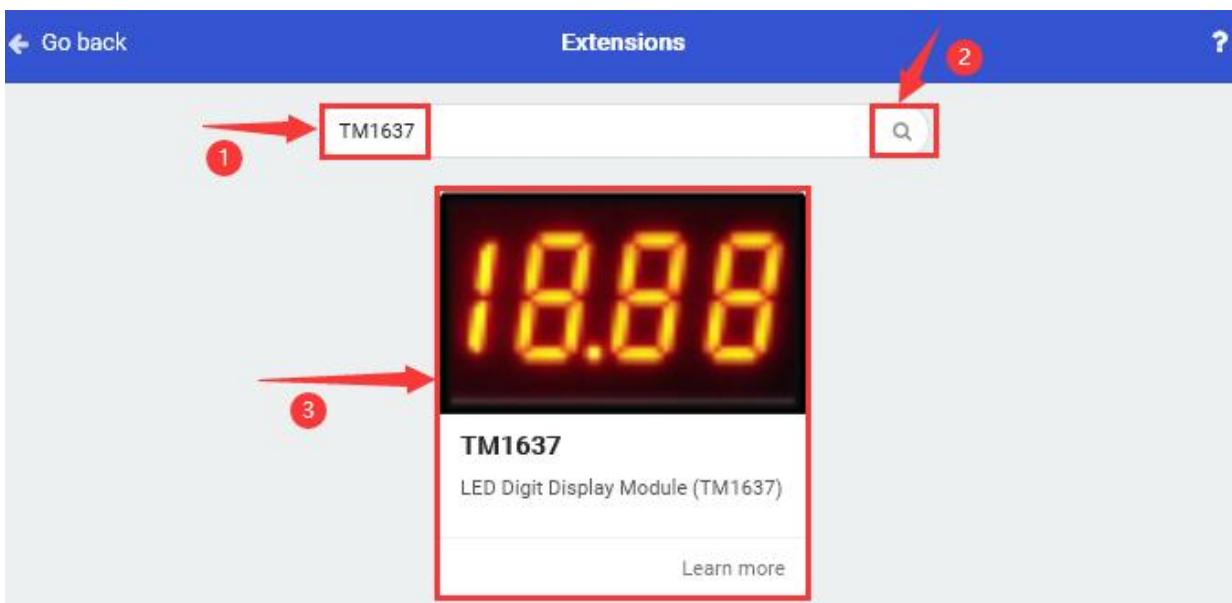 Go back
Extensions
?
2
TM1637
1
18.88
3
TM1637
LED Digit Display Module (TM1637)
Learn more